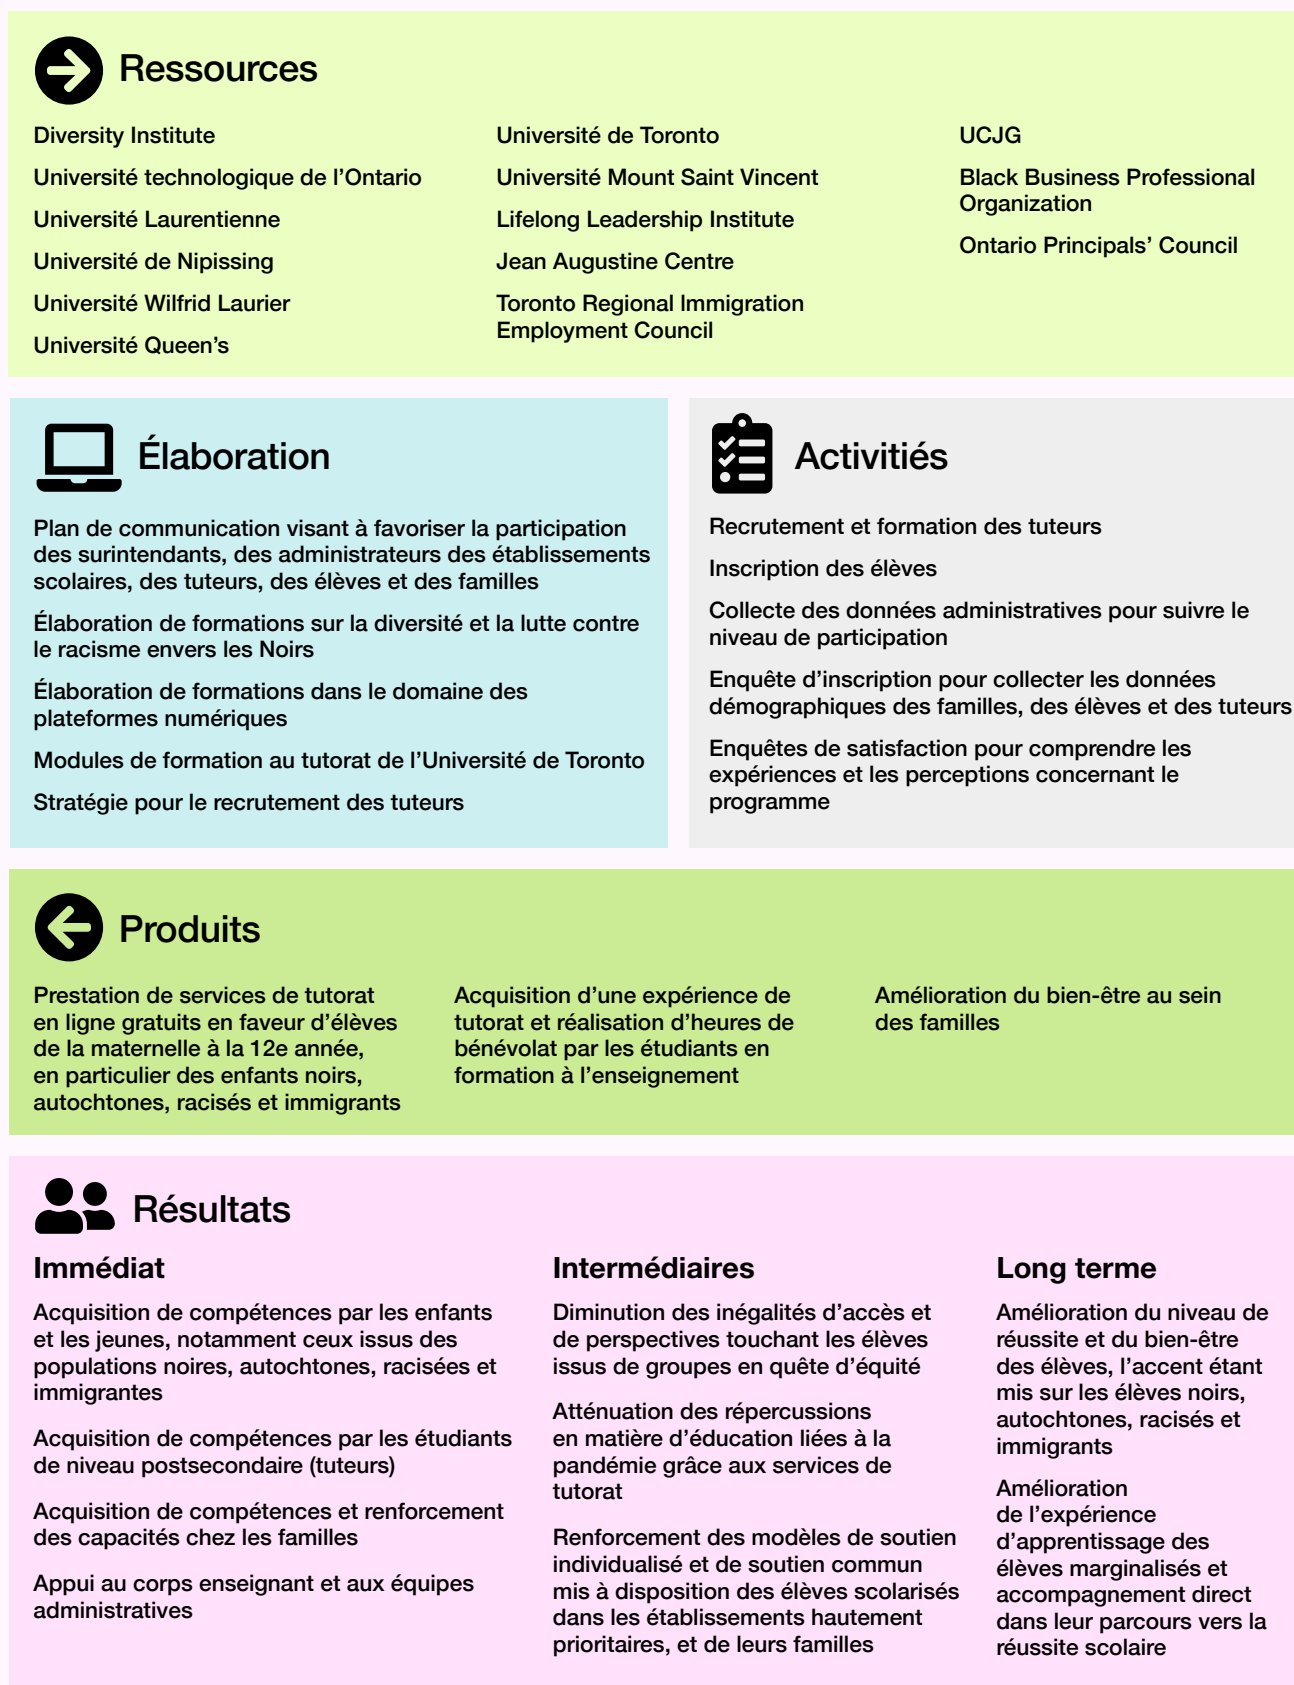 Ressources
Diversity Institute
Université technologique de l’Ontario
Université Laurentienne
Université de Nipissing
Université Wilfrid Laurier
Université Queen’s
Université de Toronto
Université Mount Saint Vincent
Lifelong Leadership Institute
Jean Augustine Centre
Toronto Regional Immigration
Employment Council
UCJG
Black Business Professional
Organization
Ontario Principals’ Council
Élaboration
Plan de communication visant à favoriser la participation
des surintendants, des administrateurs des établissements
scolaires, des tuteurs, des élèves et des familles
Élaboration de formations sur la diversité et la lutte contre
le racisme envers les Noirs
Élaboration de formations dans le domaine des
plateformes numériques
Modules de formation au tutorat de l’Université de Toronto
Stratégie pour le recrutement des tuteurs
Activitiés
Recrutement et formation des tuteurs
Inscription des élèves
Collecte des données administratives pour suivre le
niveau de participation
Enquête d’inscription pour collecter les données
démographiques des familles, des élèves et des tuteurs
Enquêtes de satisfaction pour comprendre les
expériences et les perceptions concernant le
programme
Produits
Prestation de services de tutorat
en ligne gratuits en faveur d’élèves
de la maternelle à la 12e année,
en particulier des enfants noirs,
autochtones, racisés et immigrants
Acquisition d’une expérience de
tutorat et réalisation d’heures de
bénévolat par les étudiants en
formation à l’enseignement
Amélioration du bien-être au sein
des familles
Résultats
Immédiat
Acquisition de compétences par les enfants
et les jeunes, notamment ceux issus des
populations noires, autochtones, racisées et
immigrantes
Acquisition de compétences par les étudiants
de niveau postsecondaire (tuteurs)
Acquisition de compétences et renforcement
des capacités chez les familles
Appui au corps enseignant et aux équipes
administratives
Intermédiaires
Diminution des inégalités d’accès et
de perspectives touchant les élèves
issus de groupes en quête d’équité
Atténuation des répercussions
en matière d’éducation liées à la
pandémie grâce aux services de
tutorat
Renforcement des modèles de soutien
individualisé et de soutien commun
mis à disposition des élèves scolarisés
dans les établissements hautement
prioritaires, et de leurs familles
Long terme
Amélioration du niveau de
réussite et du bien-être
des élèves, l’accent étant
mis sur les élèves noirs,
autochtones, racisés et
immigrants
Amélioration
de l’expérience
d’apprentissage des
élèves marginalisés et
accompagnement direct
dans leur parcours vers la
réussite scolaire